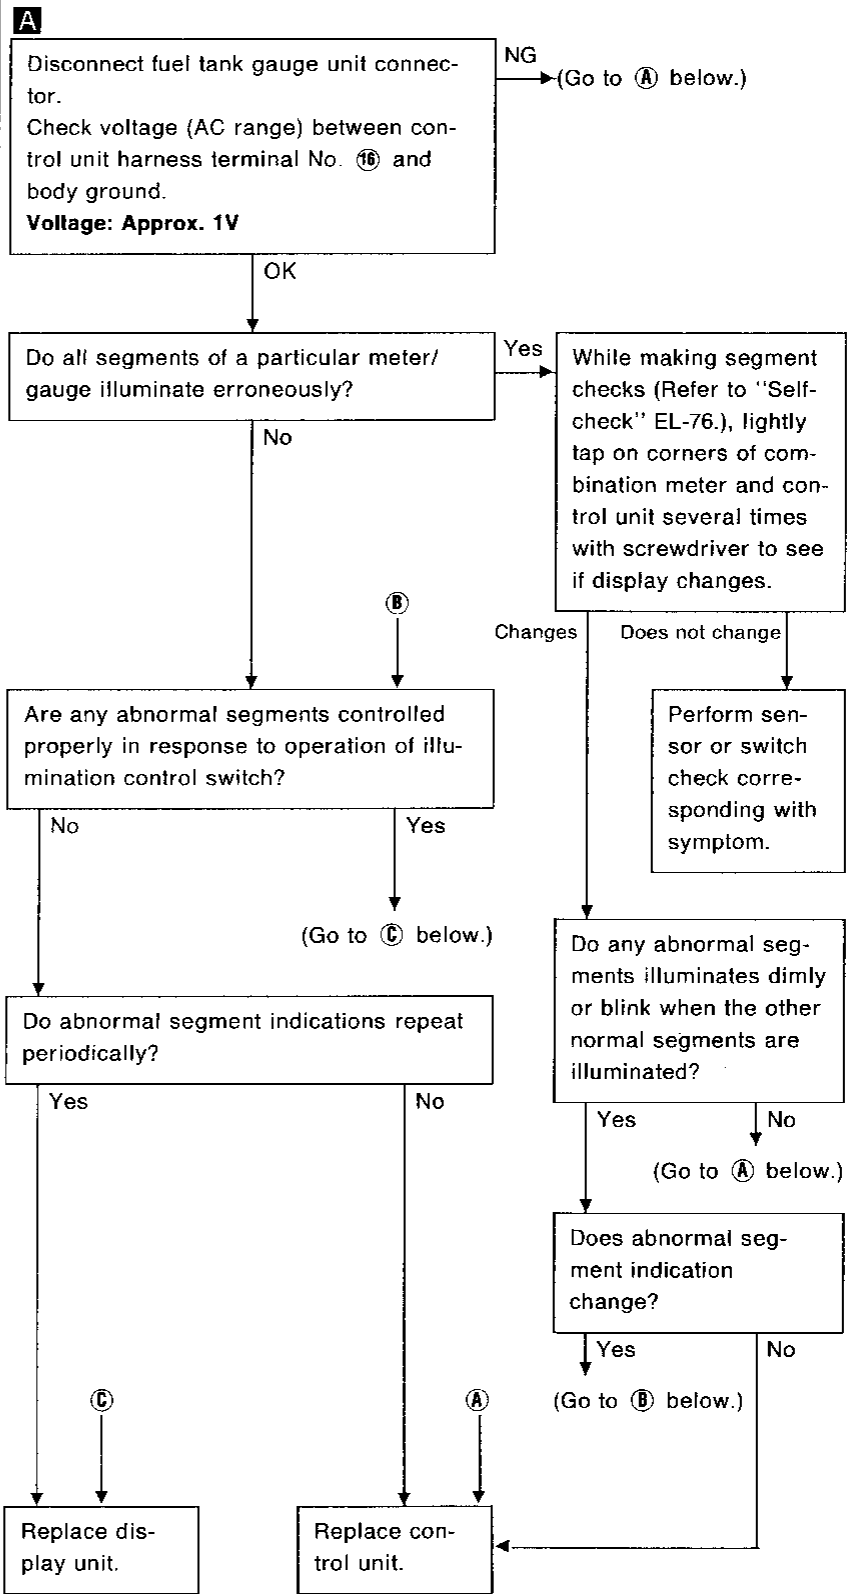 A
Disconnect fuel tank gauge unit connec-
tor.
Check voltage (AC range) between con-
trol unit harness terminal No. ⑯ and
body ground.
Voltage: Approx. 1V
NG
(Go to Ⓐ below.)
OK
Do all segments of a particular meter/
gauge illuminate erroneously?
Yes
No
While making segment
checks (Refer to "Self-
check" EL-76.), lightly
tap on corners of com-
bination meter and con-
trol unit several times
with screwdriver to see
if display changes.
Changes
Does not change
Perform sen-
sor or switch
check corre-
sponding with
symptom.
Ⓑ
Are any abnormal segments controlled
properly in response to operation of illu-
mination control switch?
No
Yes
(Go to Ⓒ below.)
Do any abnormal seg-
ments illuminates dimly
or blink when the other
normal segments are
illuminated?
Yes
No
(Go to Ⓐ below.)
Do abnormal segment indications repeat
periodically?
Yes
No
Does abnormal seg-
ment indication
change?
Yes
No
(Go to Ⓑ below.)
Ⓒ
Ⓐ
Replace dis-
play unit.
Replace con-
trol unit.